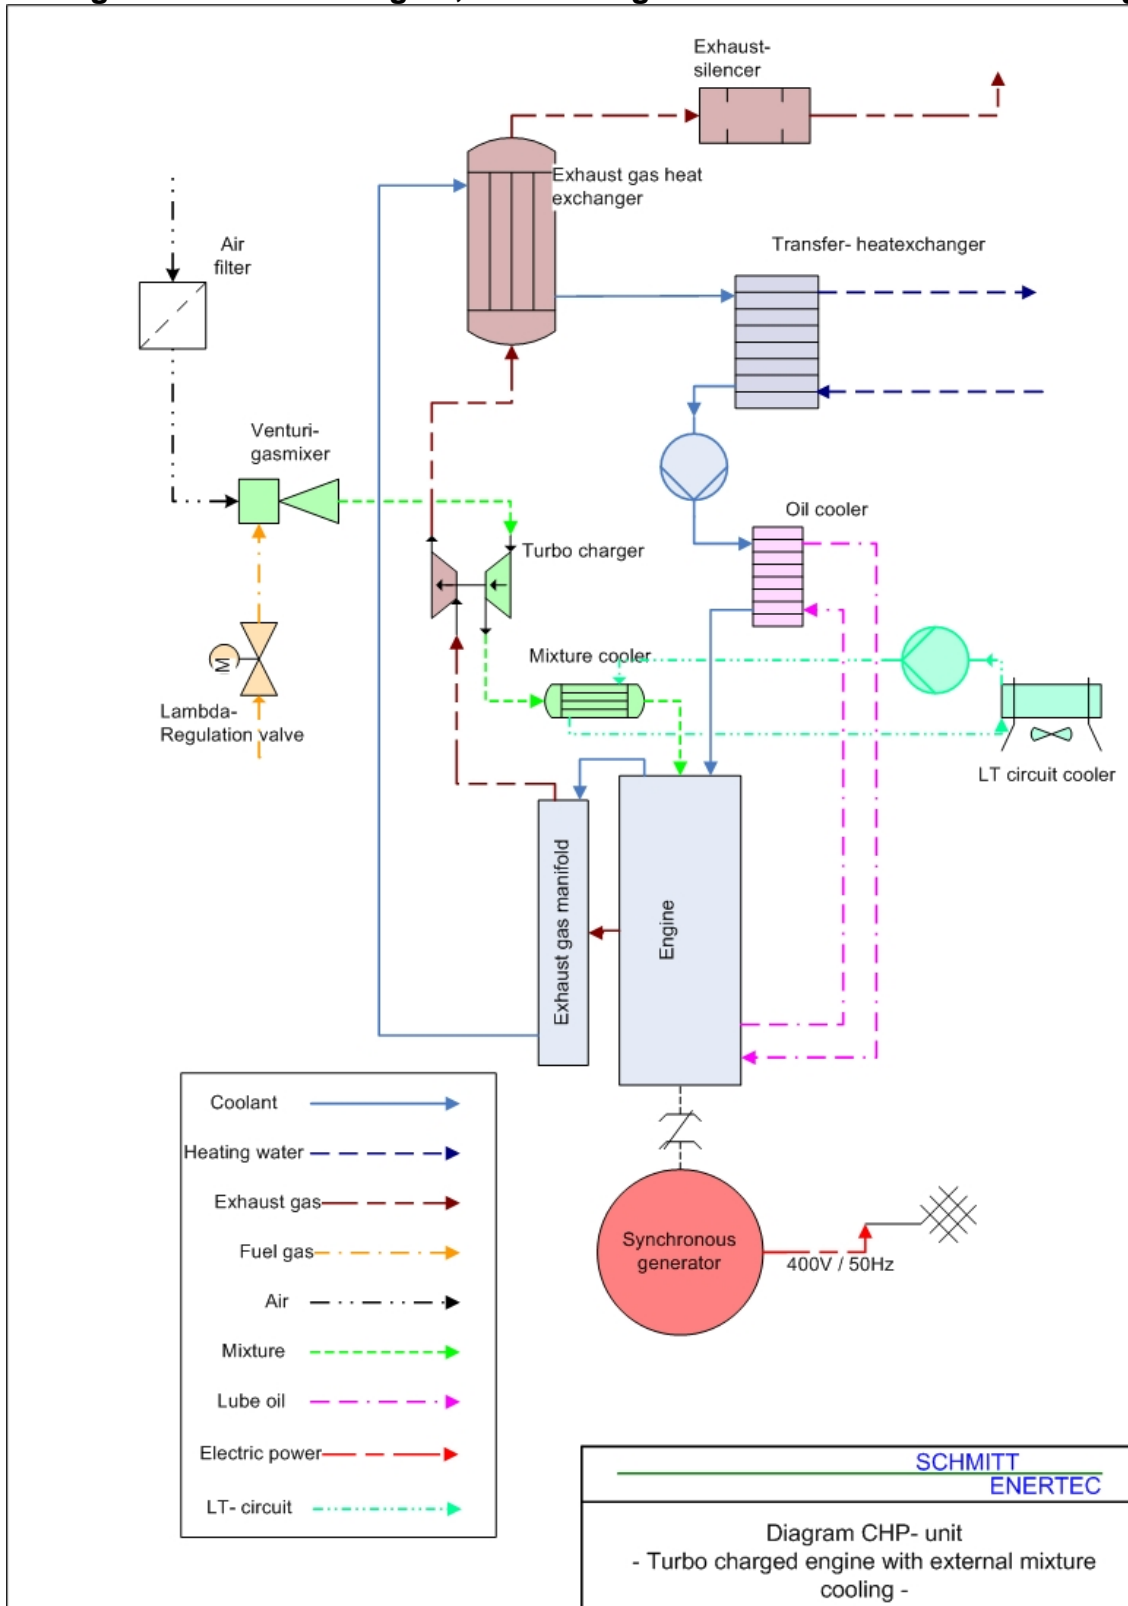 Exhaust-
silencer
Exhaust gas heat
exchanger
Air
filter
Transfer- heatexchanger
Venturi-
gasmixer
Oil cooler
Turbo charger
Mixture cooler
M
Lambda-
Regulation valve
LT circuit cooler
Exhaust gas manifold
Engine
Coolant
Heating water
Exhaust gas
Fuel gas
Air
Mixture
Lube oil
Electric power
LT- circuit
Synchronous
generator
400V / 50Hz
SCHMITT
ENERTEC
Diagram CHP- unit
- Turbo charged engine with external mixture
cooling -